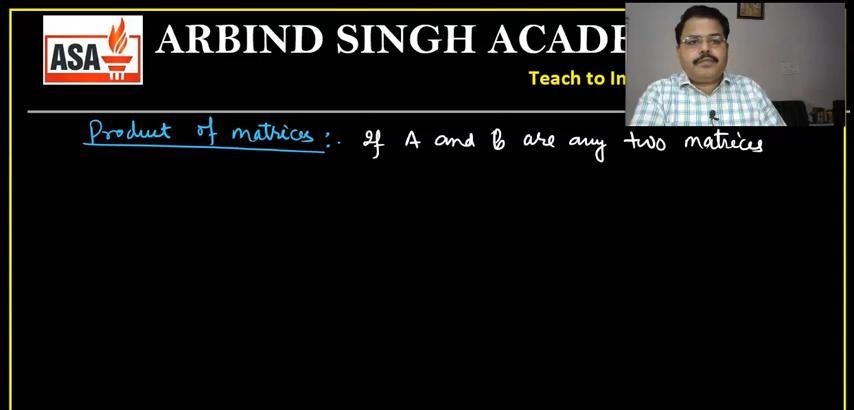 ASA
ARBIND SINGH ACADE
Teach to In
Product of matrices :- If A and B are any two matrices